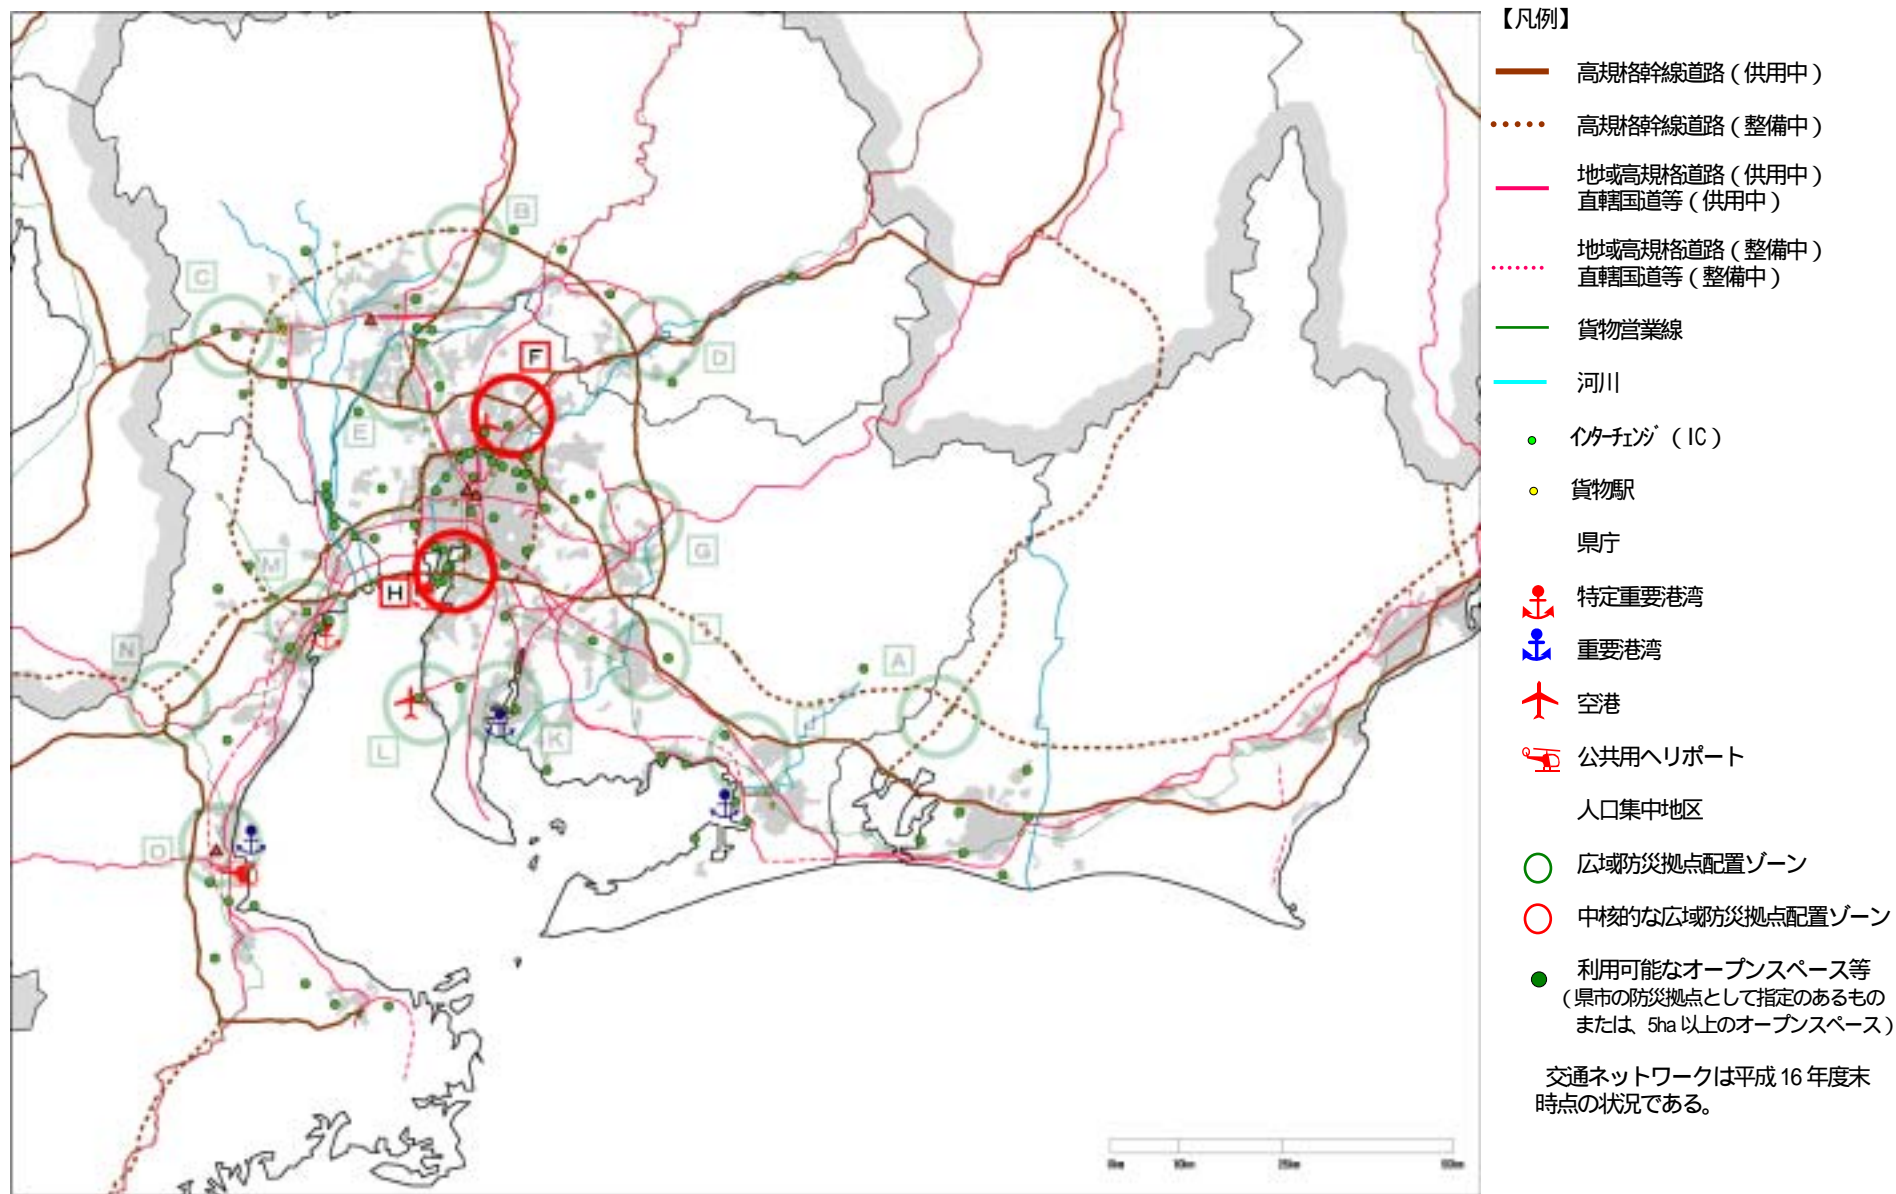 【凡例】
高規格幹線道路（供用中）
高規格幹線道路（整備中）
地域高規格道路（供用中）
直轄国道等（供用中）
地域高規格道路（整備中）
直轄国道等（整備中）
貨物営業線
河川
インターチェンジ（IC）
貨物駅
県庁
特定重要港湾
重要港湾
空港
公共用ヘリポート
人口集中地区
広域防災拠点配置ゾーン
中核的な広域防災拠点配置ゾーン
利用可能なオープンスペース等
（県市の防災拠点として指定のあるもの
または、5ha 以上のオープンスペース）
交通ネットワークは平成 16 年度末
時点の状況である。
B
C
F
D
E
G
M
H
N
A
K
L
0km 10km 25km 50km